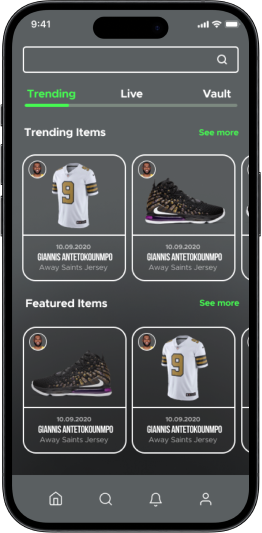 9:41
Trending Live Vault
Trending Items See more
9 
10.09.2020 10.09.2020
GIANNIS ANTETOKOUNMPO GIANNIS ANTETOKOUNMPO
Away Saints Jersey Away Saints Jersey
Featured Items See more
9
10.09.2020 10.09.2020
GIANNIS ANTETOKOUNMPO GIANNIS ANTETOKOUNMPO
Away Saints Jersey Away Saints Jersey